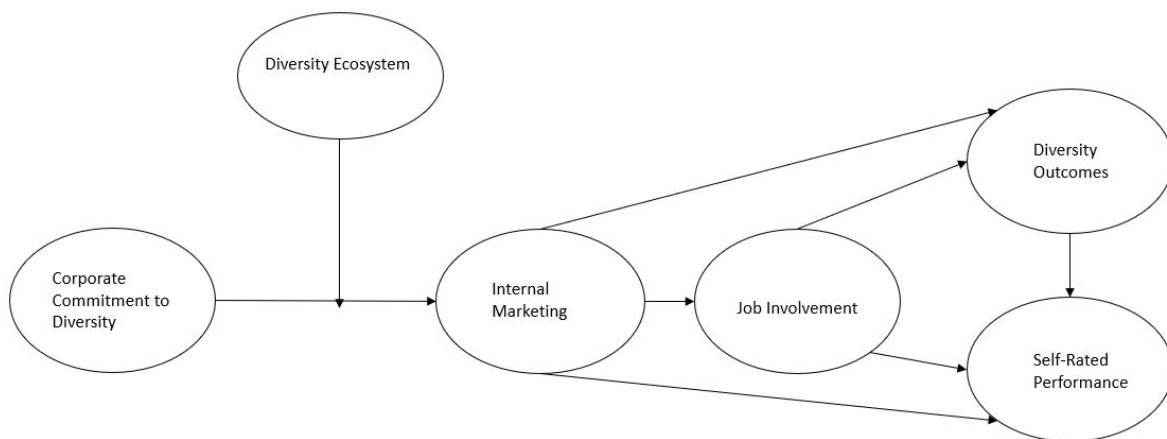 Diversity Ecosystem
Corporate
Commitment to
Diversity
Internal
Marketing
Job Involvement
Diversity
Outcomes
Self-Rated
Performance